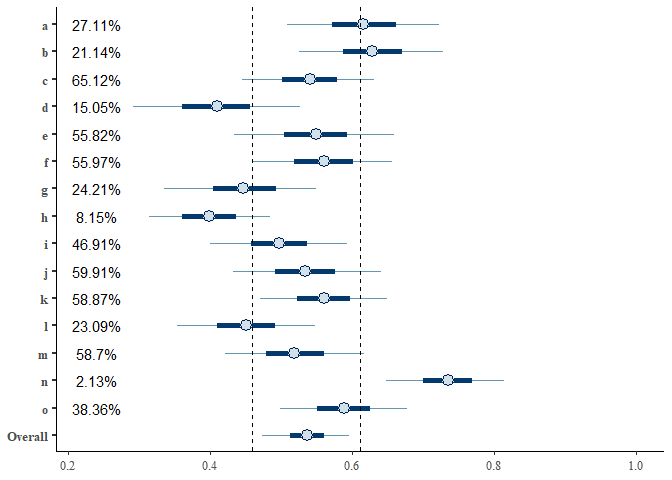 a 27.11%
b 21.14%
c 65.12%
d 15.05%
e 55.82%
f 55.97%
g 24.21%
h 8.15%
i 46.91%
j 59.91%
k 58.87%
l 23.09%
m 58.7%
n 2.13%
o 38.36%
Overall
0.2 0.4 0.6 0.8 1.0